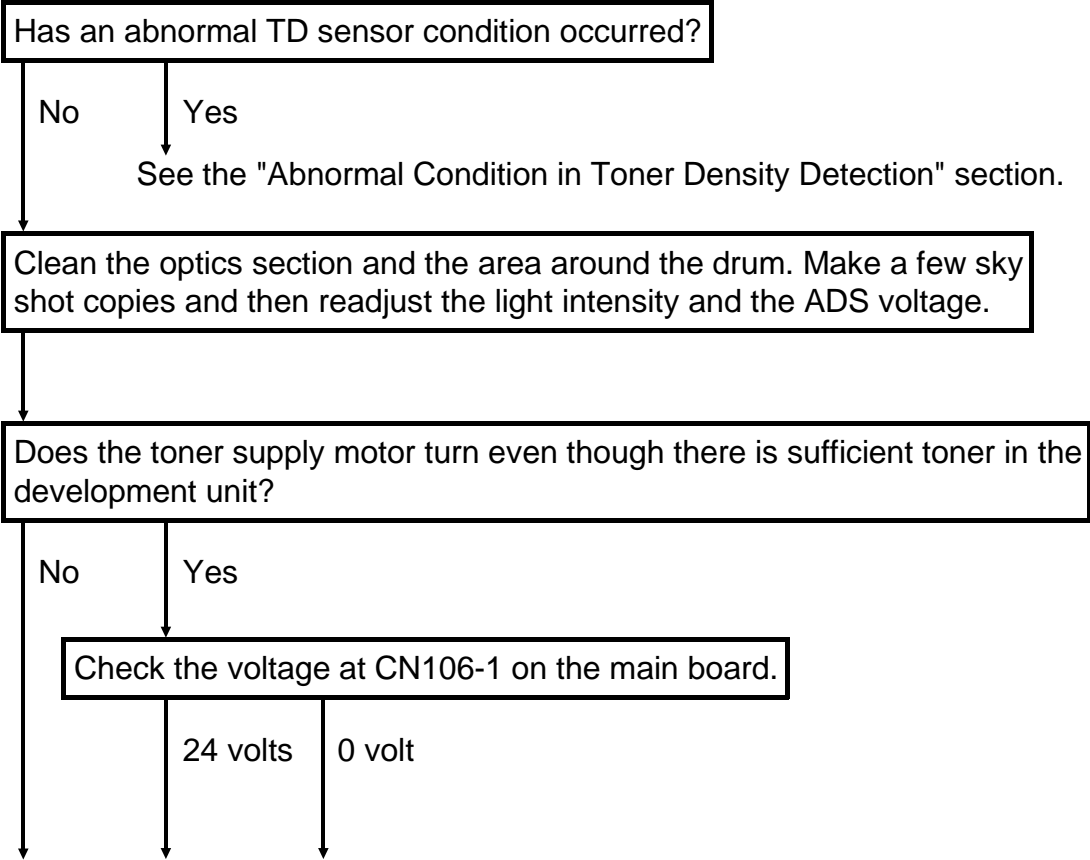 Has an abnormal TD sensor condition occurred?
No
Yes
See the "Abnormal Condition in Toner Density Detection" section.
Clean the optics section and the area around the drum. Make a few sky
shot copies and then readjust the light intensity and the ADS voltage.
Does the toner supply motor turn even though there is sufficient toner in the
development unit?
No
Yes
Check the voltage at CN106-1 on the main board.
24 volts
0 volt